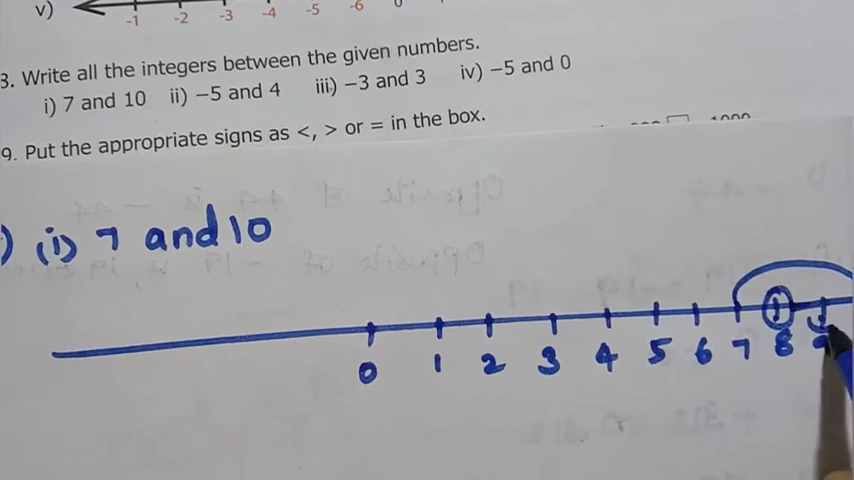 v)
-1 -2 -3 -4 -5 -6 0
3. Write all the integers between the given numbers.
i) 7 and 10 ii) −5 and 4 iii) −3 and 3 iv) −5 and 0
9. Put the appropriate signs as <, > or = in the box.
(i) 7 and 10
0 1 2 3 4 5 6 7 8